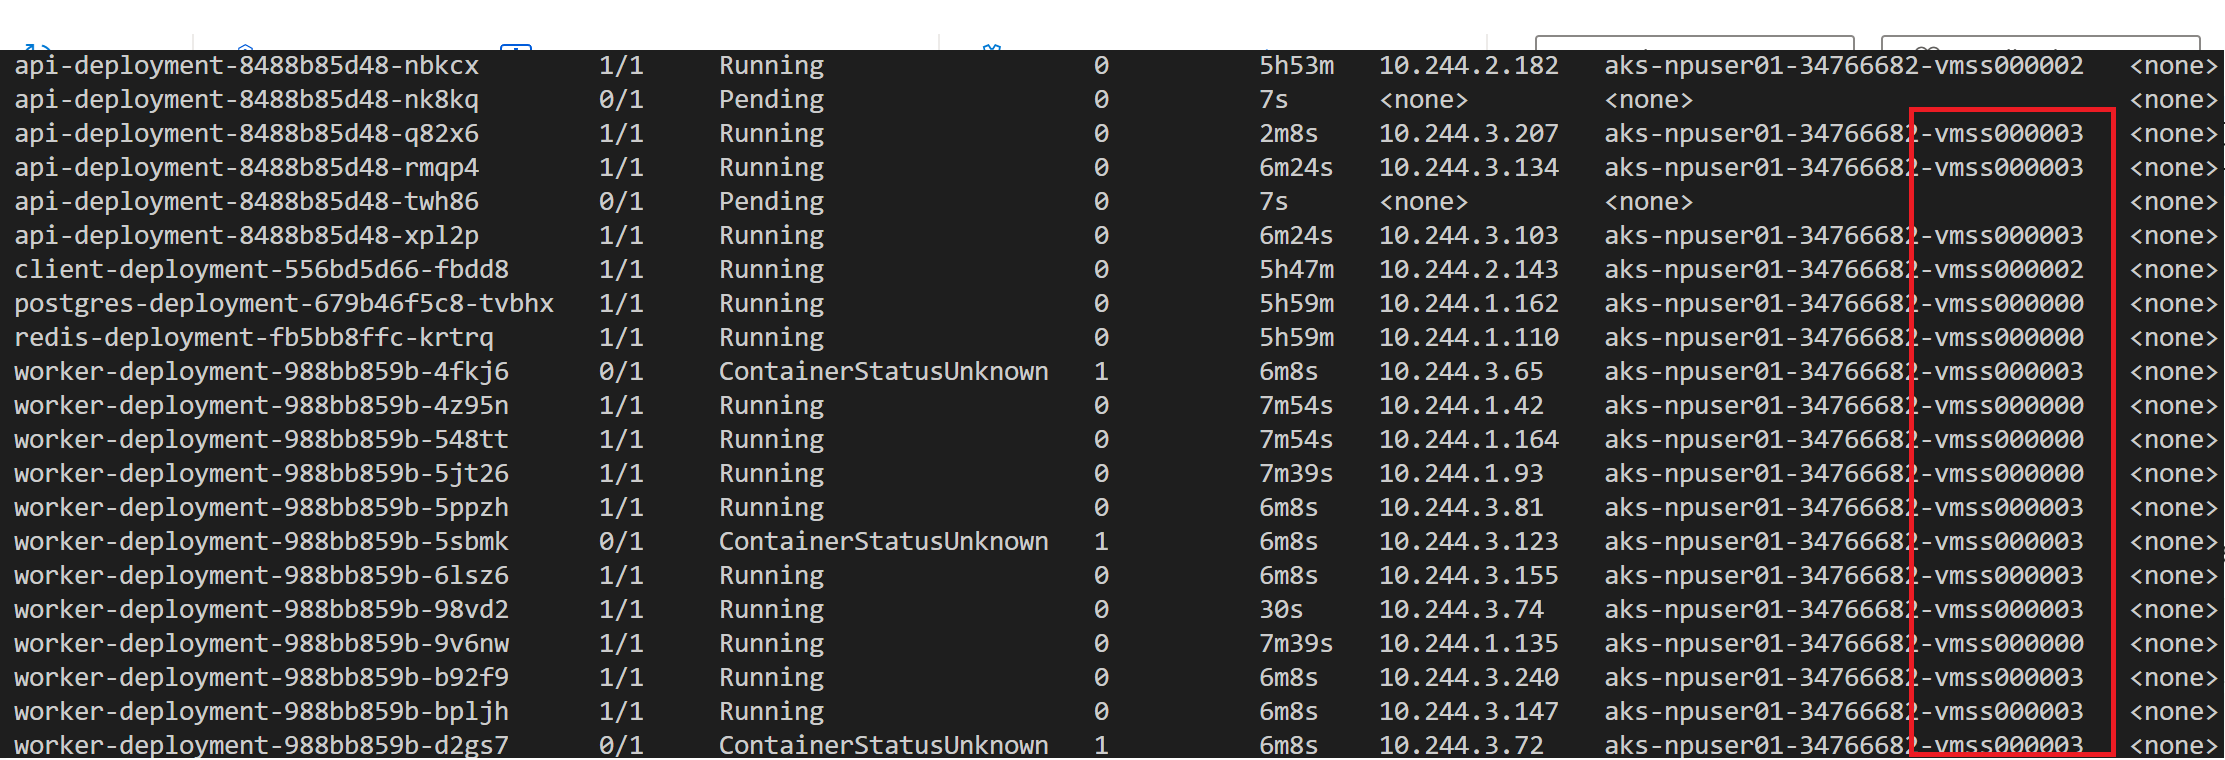 api-deployment-8488b85d48-nbkcx 1/1 Running 0 5h53m 10.244.2.182 aks-npuser01-34766682-vmss000002 <none>
api-deployment-8488b85d48-nk8kq 0/1 Pending 0 7s <none> <none> <none>
api-deployment-8488b85d48-q82x6 1/1 Running 0 2m8s 10.244.3.207 aks-npuser01-34766682-vmss000003 <none>
api-deployment-8488b85d48-rmqp4 1/1 Running 0 6m24s 10.244.3.134 aks-npuser01-34766682-vmss000003 <none>
api-deployment-8488b85d48-twh86 0/1 Pending 0 7s <none> <none> <none>
api-deployment-8488b85d48-xpl2p 1/1 Running 0 6m24s 10.244.3.103 aks-npuser01-34766682-vmss000003 <none>
client-deployment-556bd5d66-fbdd8 1/1 Running 0 5h47m 10.244.2.143 aks-npuser01-34766682-vmss000002 <none>
postgres-deployment-679b46f5c8-tvbhx 1/1 Running 0 5h59m 10.244.1.162 aks-npuser01-34766682-vmss000000 <none>
redis-deployment-fb5bb8ffc-krtrq 1/1 Running 0 5h59m 10.244.1.110 aks-npuser01-34766682-vmss000000 <none>
worker-deployment-988bb859b-4fkj6 0/1 ContainerStatusUnknown 1 6m8s 10.244.3.65 aks-npuser01-34766682-vmss000003 <none>
worker-deployment-988bb859b-4z95n 1/1 Running 0 7m54s 10.244.1.42 aks-npuser01-34766682-vmss000000 <none>
worker-deployment-988bb859b-548tt 1/1 Running 0 7m54s 10.244.1.164 aks-npuser01-34766682-vmss000000 <none>
worker-deployment-988bb859b-5jt26 1/1 Running 0 7m39s 10.244.1.93 aks-npuser01-34766682-vmss000000 <none>
worker-deployment-988bb859b-5ppzh 1/1 Running 0 6m8s 10.244.3.81 aks-npuser01-34766682-vmss000003 <none>
worker-deployment-988bb859b-5sbmk 0/1 ContainerStatusUnknown 1 6m8s 10.244.3.123 aks-npuser01-34766682-vmss000003 <none>
worker-deployment-988bb859b-6lsz6 1/1 Running 0 6m8s 10.244.3.155 aks-npuser01-34766682-vmss000003 <none>
worker-deployment-988bb859b-98vd2 1/1 Running 0 30s 10.244.3.74 aks-npuser01-34766682-vmss000003 <none>
worker-deployment-988bb859b-9v6nw 1/1 Running 0 7m39s 10.244.1.135 aks-npuser01-34766682-vmss000000 <none>
worker-deployment-988bb859b-b92f9 1/1 Running 0 6m8s 10.244.3.240 aks-npuser01-34766682-vmss000003 <none>
worker-deployment-988bb859b-bpljh 1/1 Running 0 6m8s 10.244.3.147 aks-npuser01-34766682-vmss000003 <none>
worker-deployment-988bb859b-d2gs7 0/1 ContainerStatusUnknown 1 6m8s 10.244.3.72 aks-npuser01-34766682-vmss000003 <none>